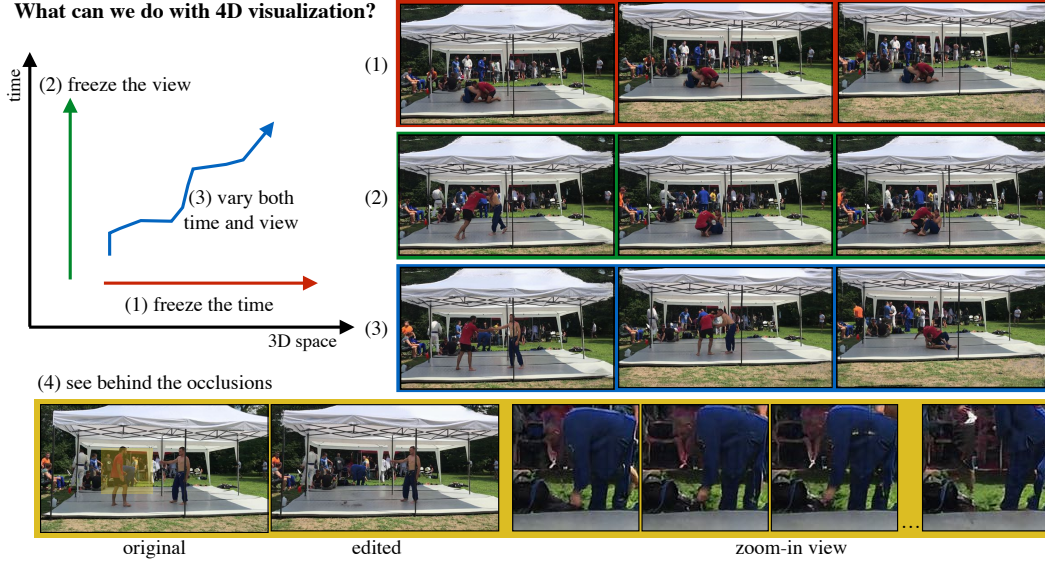 What can we do with 4D visualization?
time
(2) freeze the view
(3) vary both
time and view
(1) freeze the time
3D space
(1)
(2)
(3)
(4) see behind the occlusions
...
original
edited
zoom-in view